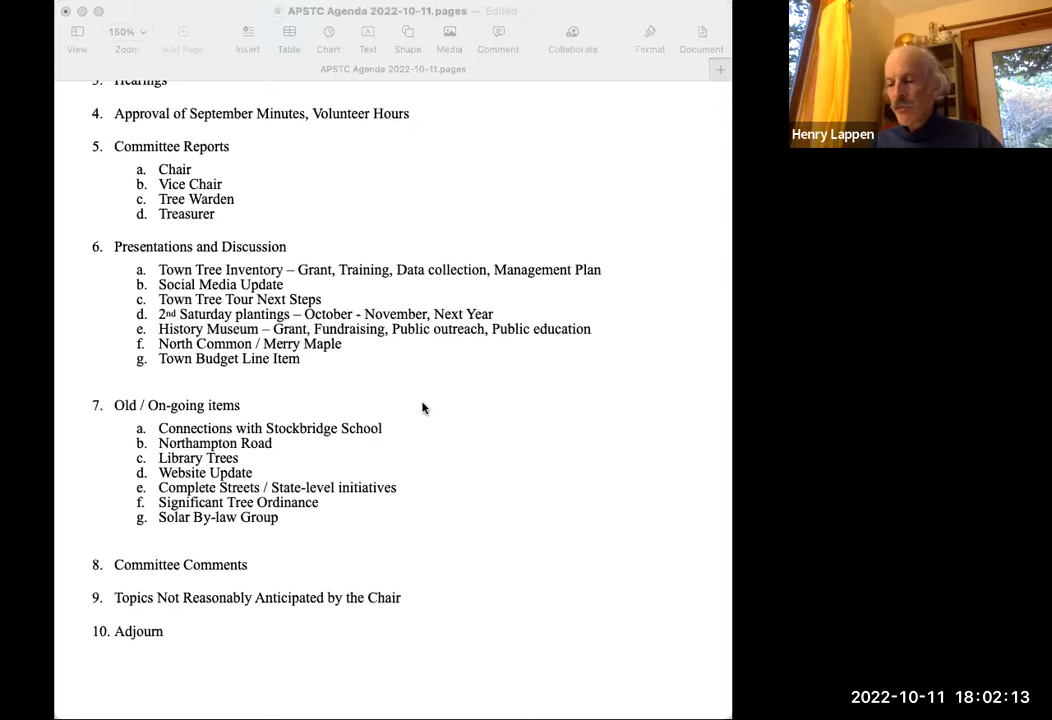 APSTC Agenda 2022-10-11.pages — Edited
150%
View Zoom Add Page Insert Table Chart Text Shape Media Comment Collaborate Format Document
APSTC Agenda 2022-10-11.pages
3. Hearings
4. Approval of September Minutes, Volunteer Hours
5. Committee Reports
a. Chair
b. Vice Chair
c. Tree Warden
d. Treasurer
6. Presentations and Discussion
a. Town Tree Inventory – Grant, Training, Data collection, Management Plan
b. Social Media Update
c. Town Tree Tour Next Steps
d. 2nd Saturday plantings – October - November, Next Year
e. History Museum – Grant, Fundraising, Public outreach, Public education
f. North Common / Merry Maple
g. Town Budget Line Item
7. Old / On-going items
a. Connections with Stockbridge School
b. Northampton Road
c. Library Trees
d. Website Update
e. Complete Streets / State-level initiatives
f. Significant Tree Ordinance
g. Solar By-law Group
8. Committee Comments
9. Topics Not Reasonably Anticipated by the Chair
10. Adjourn
Henry Lappen
2022-10-11 18:02:13